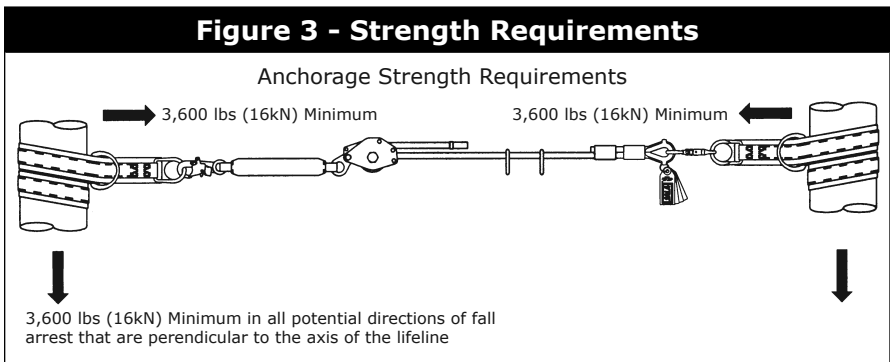 Figure 3 - Strength Requirements
Anchorage Strength Requirements
3,600 lbs (16kN) Minimum
3,600 lbs (16kN) Minimum
3,600 lbs (16kN) Minimum in all potential directions of fall
arrest that are perendicular to the axis of the lifeline